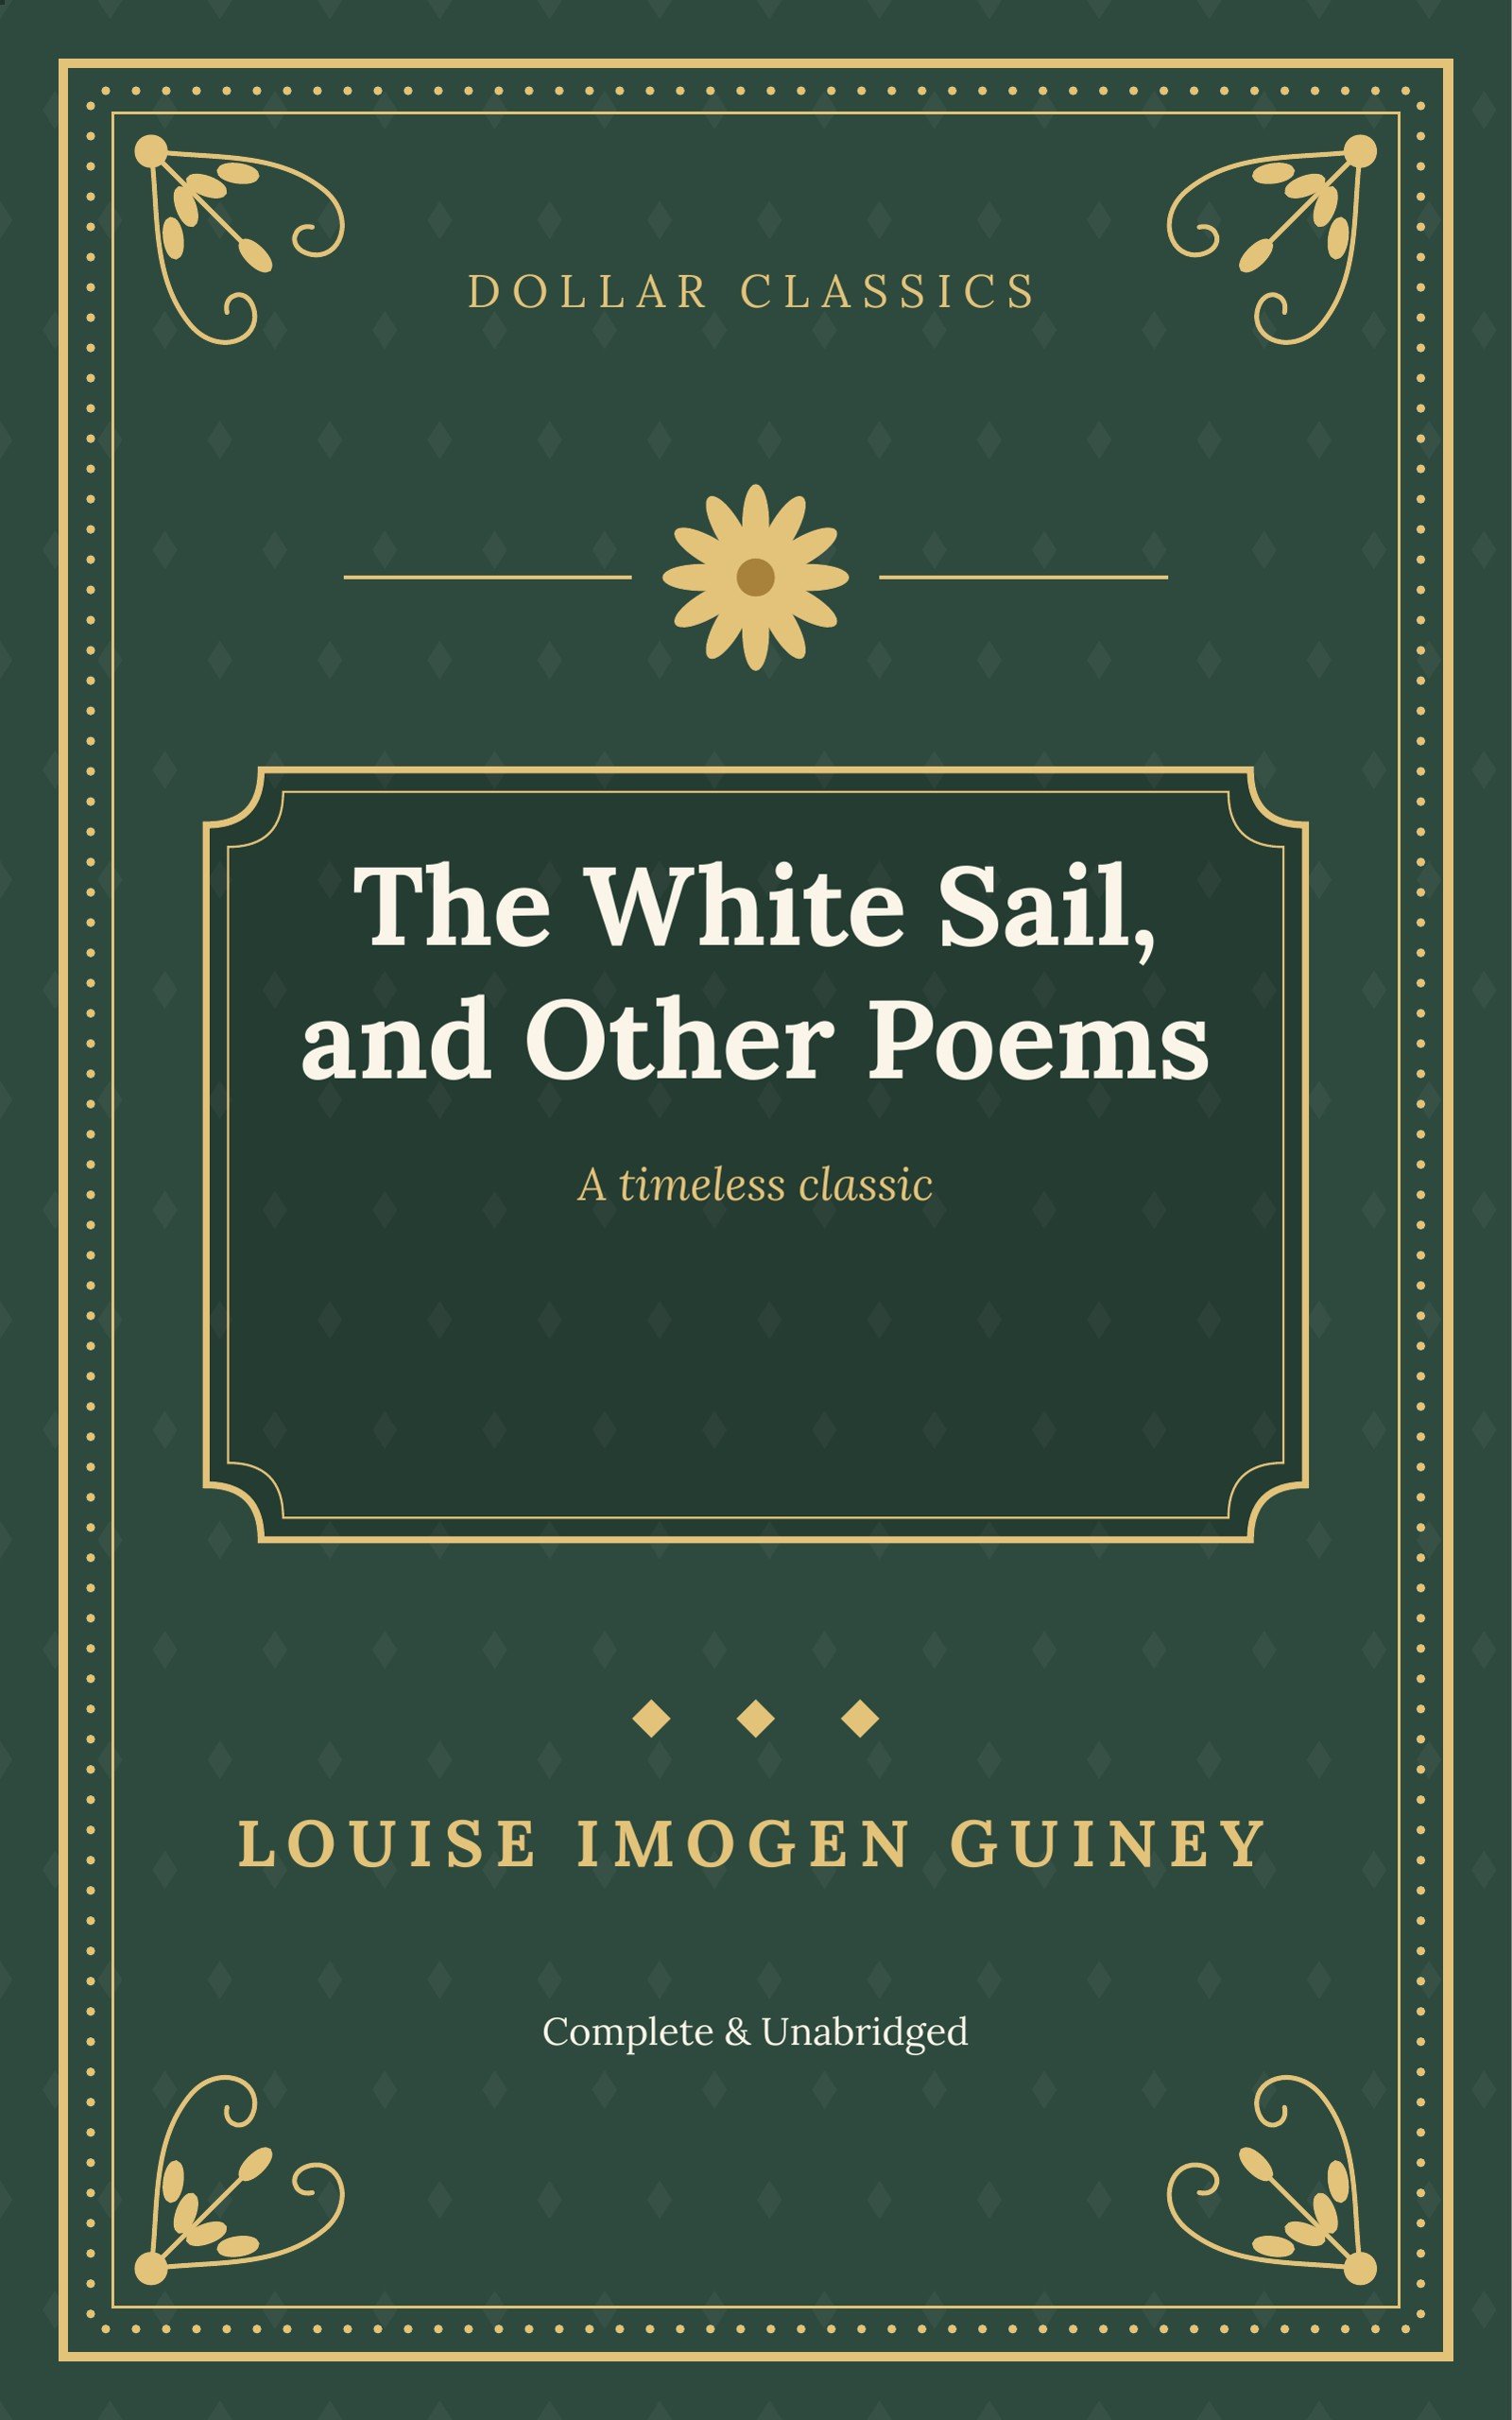 DOLLAR CLASSICS
The White Sail,
and Other Poems
A timeless classic
LOUISE IMOGEN GUINEY
Complete & Unabridged